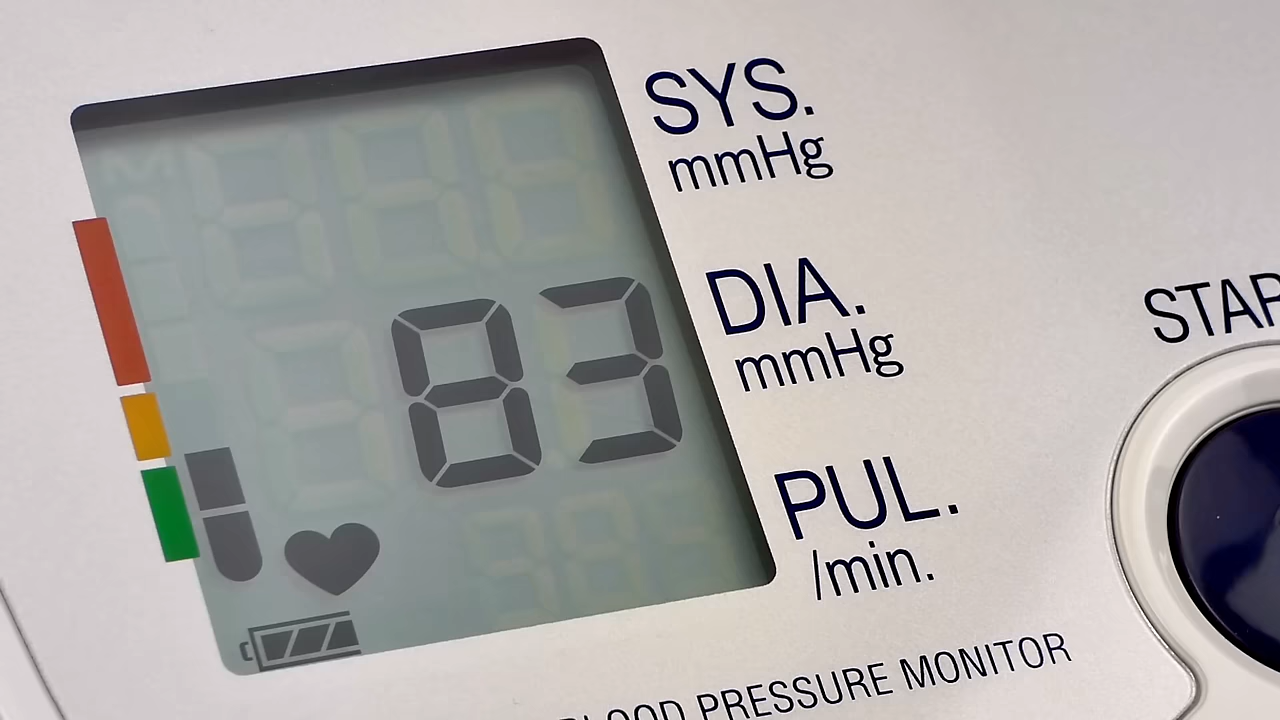 SYS.
mmHg
83
DIA.
mmHg
PUL.
/min.
STAR
BLOOD PRESSURE MONITOR